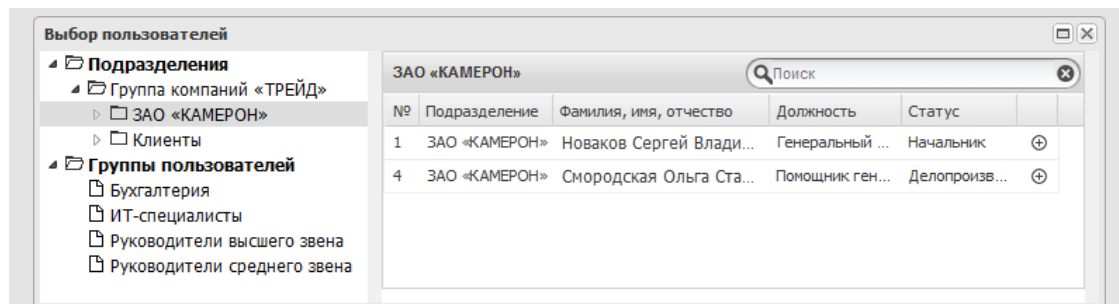 Выбор пользователей
Подразделения
Группа компаний «ТРЕЙД»
ЗАО «КАМЕРОН»
Клиенты
Группы пользователей
Бухгалтерия
ИТ-специалисты
Руководители высшего звена
Руководители среднего звена
ЗАО «КАМЕРОН» Поиск
№ Подразделение Фамилия, имя, отчество Должность Статус
1 ЗАО «КАМЕРОН» Новаков Сергей Влади... Генеральный ... Начальник
4 ЗАО «КАМЕРОН» Смородская Ольга Ста... Помощник ген... Делопроизв...